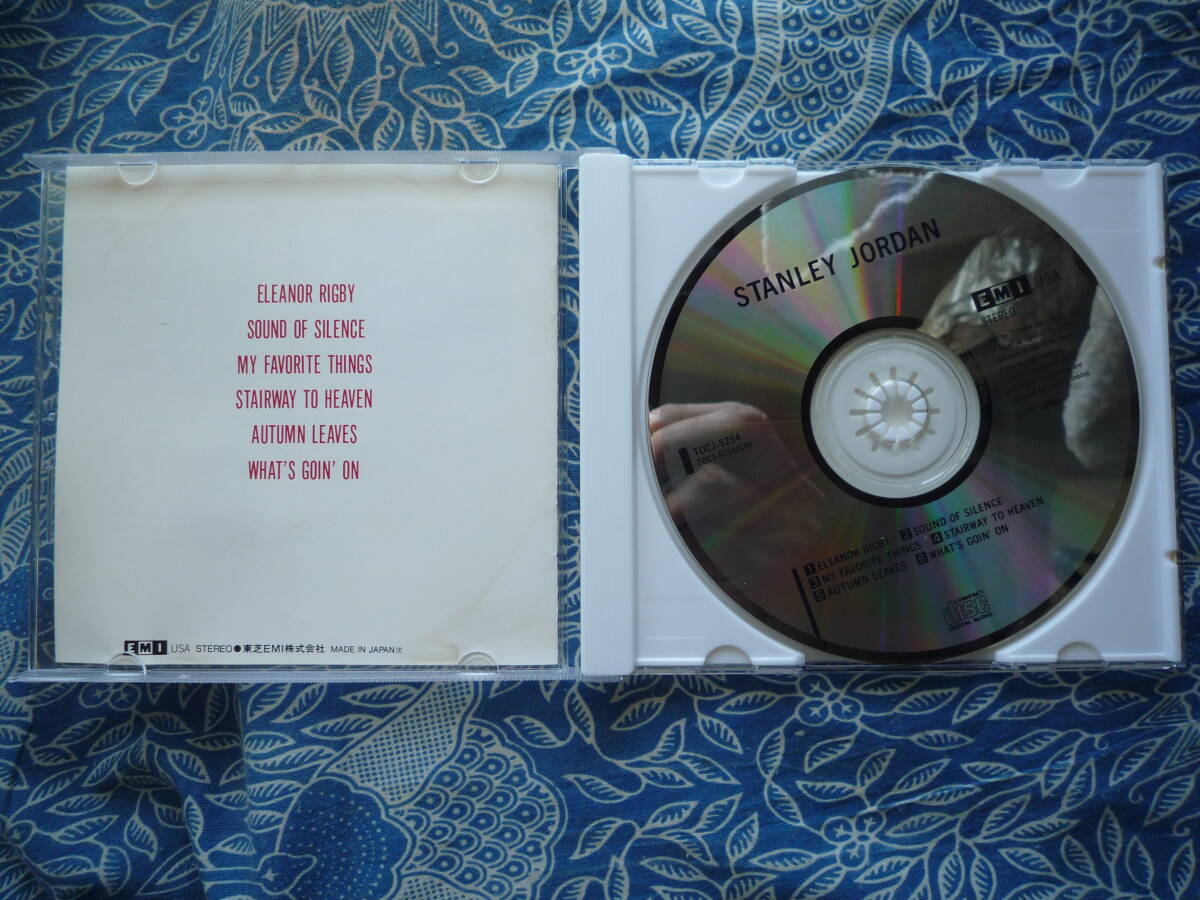 ELEANOR RIGBY
SOUND OF SILENCE
MY FAVORITE THINGS
STAIRWAY TO HEAVEN
AUTUMN LEAVES
WHAT'S GOIN' ON
EMI USA STEREO●東芝EMI株式会社 MADE IN JAPAN
STANLEY JORDAN
EMI USA
STEREO
TOCJ-5254
TOCJ-5254(CD)
1 ELEANOR RIGBY 2 SOUND OF SILENCE
3 MY FAVORITE THINGS 4 STAIRWAY TO HEAVEN
5 AUTUMN LEAVES 6 WHAT'S GOIN' ON
COMPACT
disc
DIGITAL AUDIO